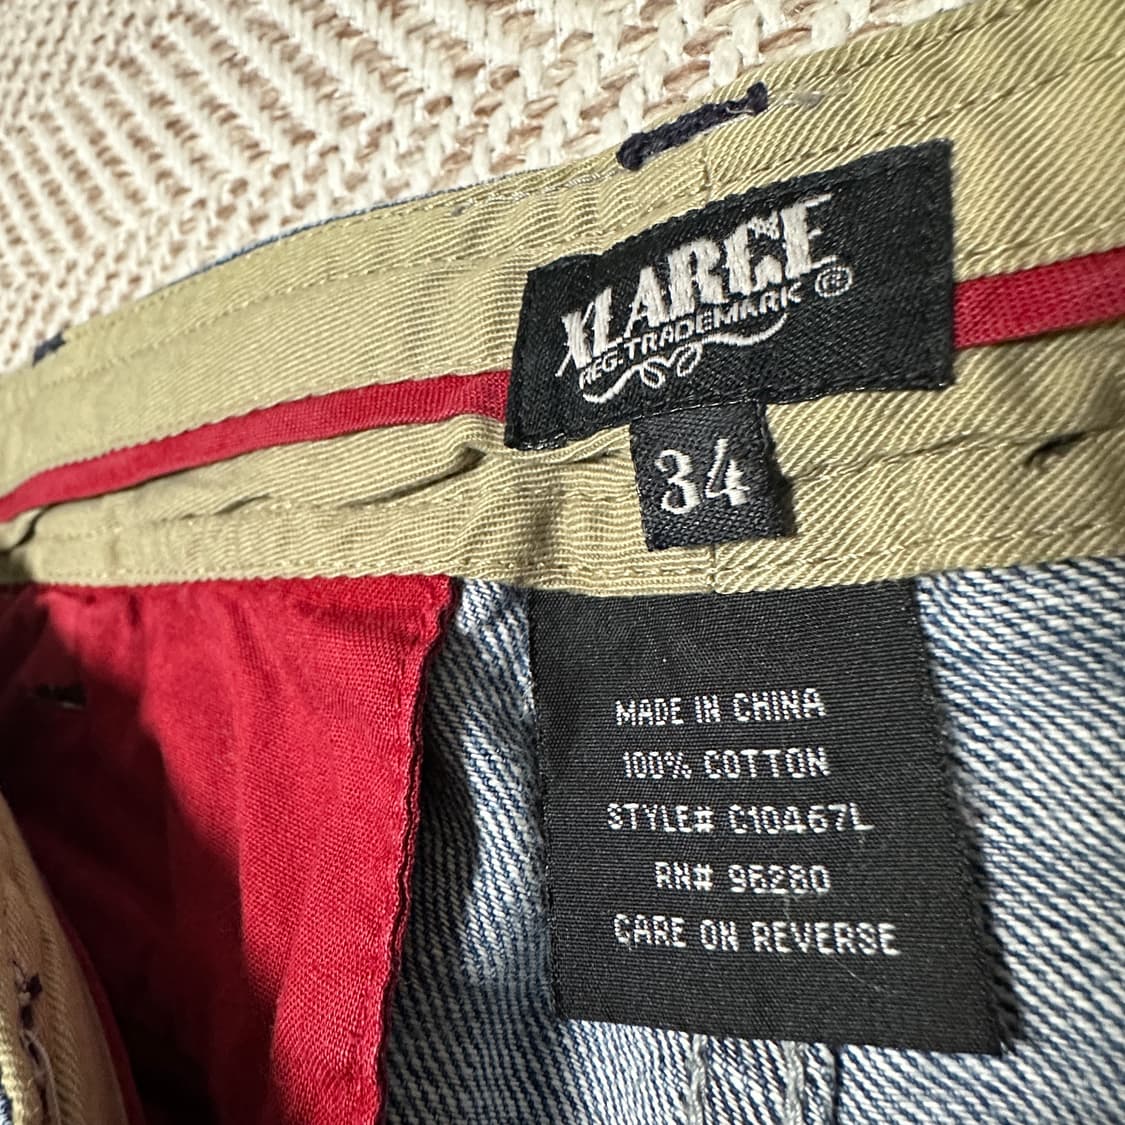 XLARGE
REG. TRADEMARK ®
34
MADE IN CHINA
100% COTTON
STYLE# C10467L
RN# 96280
CARE ON REVERSE